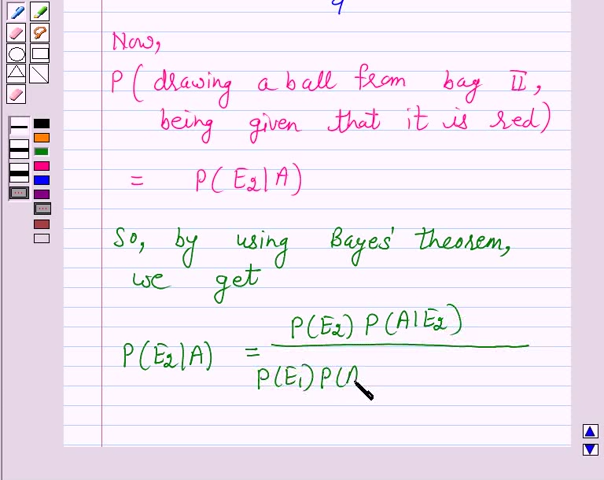 9
Now,
P( drawing a ball from bag II,
being given that it is red)
= P(E₂|A)
So, by using Bayes' theorem,
we get
P(E₂|A) = P(E₂) P(A|E₂)
P(E₁) P(A